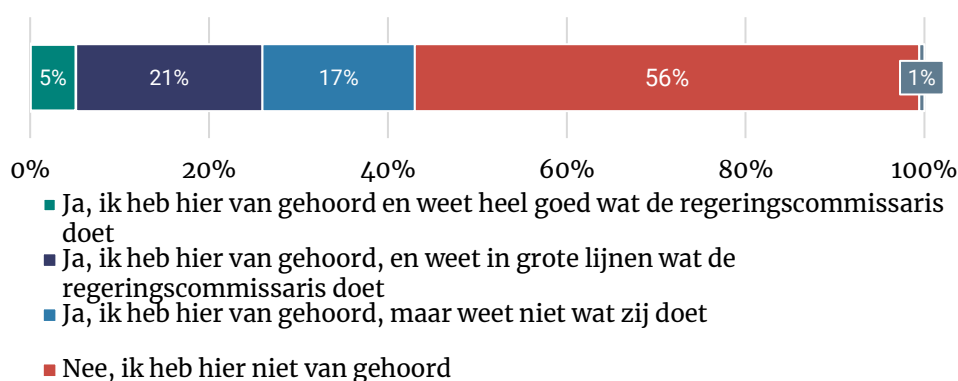 5% 21% 17% 56% 1%
0% 20% 40% 60% 80% 100%
Ja, ik heb hier van gehoord en weet heel goed wat de regeringscommissaris
doet
Ja, ik heb hier van gehoord, en weet in grote lijnen wat de
regeringscommissaris doet
Ja, ik heb hier van gehoord, maar weet niet wat zij doet
Nee, ik heb hier niet van gehoord